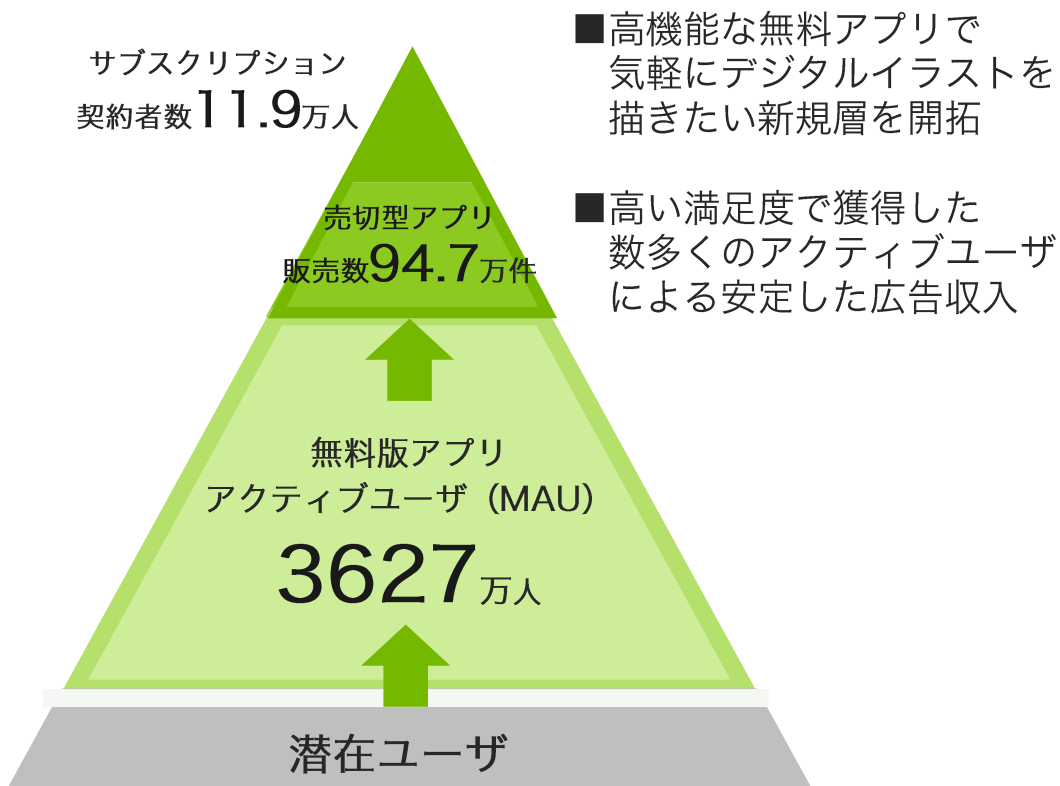 サブスクリプション
契約者数11.9万人
売切型アプリ
販売数94.7万件
無料版アプリ
アクティブユーザ（MAU）
3627万人
潜在ユーザ
■高機能な無料アプリで
気軽にデジタルイラストを
描きたい新規層を開拓
■高い満足度で獲得した
数多くのアクティブユーザ
による安定した広告収入